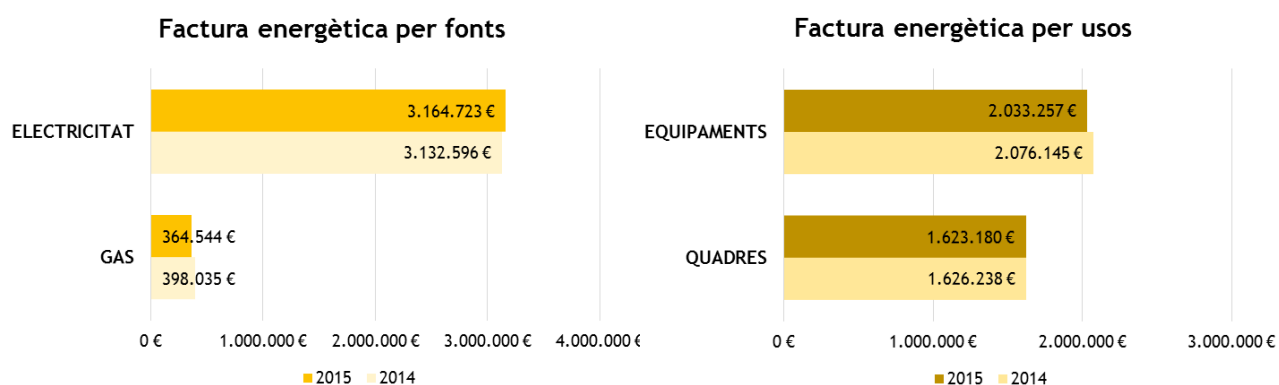 Factura energètica per fonts
ELECTRICITAT
3.164.723 €
3.132.596 €
GAS
364.544 €
398.035 €
0 € 1.000.000 € 2.000.000 € 3.000.000 € 4.000.000 €
2015 2014
Factura energètica per usos
EQUIPAMENTS
2.033.257 €
2.076.145 €
QUADRES
1.623.180 €
1.626.238 €
0 € 1.000.000 € 2.000.000 € 3.000.000 €
2015 2014